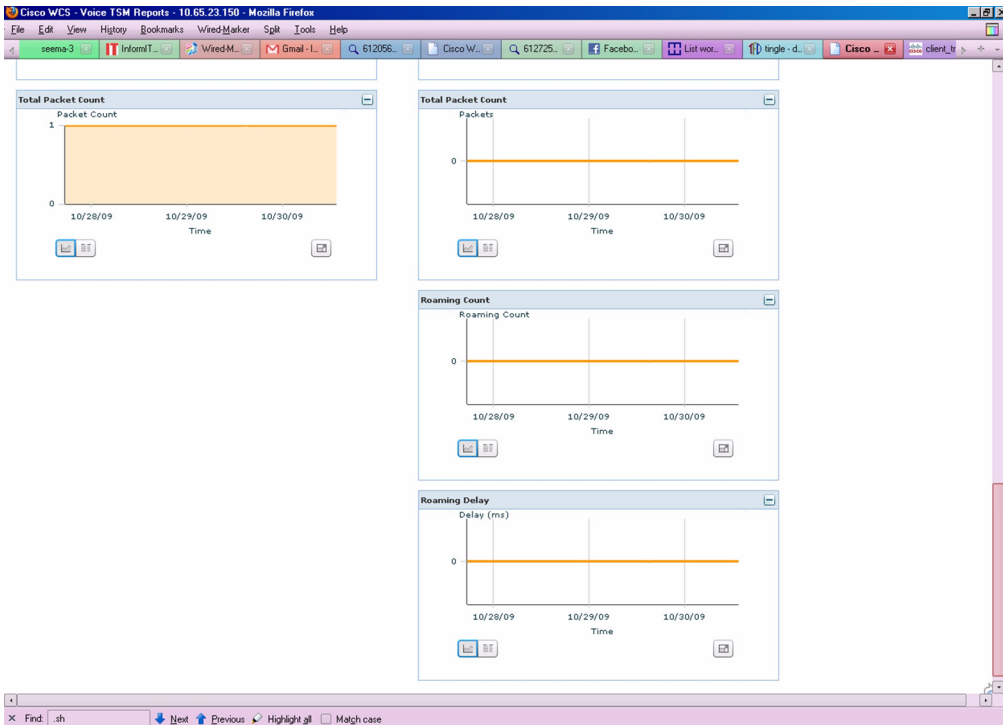 Cisco WCS - Voice TSM Reports - 10.65.23.150 - Mozilla Firefox
File Edit View History Bookmarks Wired-Marker Split Tools Help
seema-3 InformIT... Wired-M... Gmail - I... 612056... Cisco W... 612725... Facebo... List wor... tingle - d... Cisco ... client_tr
Total Packet Count
Packet Count
1
0
10/28/09 10/29/09 10/30/09
Time
Total Packet Count
Packets
0
10/28/09 10/29/09 10/30/09
Time
Roaming Count
Roaming Count
0
10/28/09 10/29/09 10/30/09
Time
Roaming Delay
Delay (ms)
0
10/28/09 10/29/09 10/30/09
Time
Find: .sh Next Previous Highlight all Match case